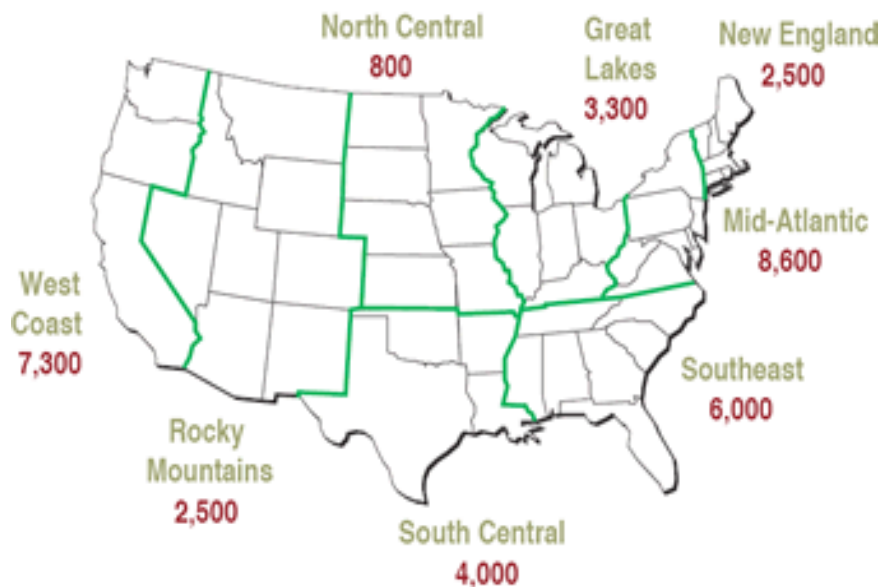 North Central
800
Great
Lakes
3,300
New England
2,500
Mid-Atlantic
8,600
West
Coast
7,300
Southeast
6,000
Rocky
Mountains
2,500
South Central
4,000